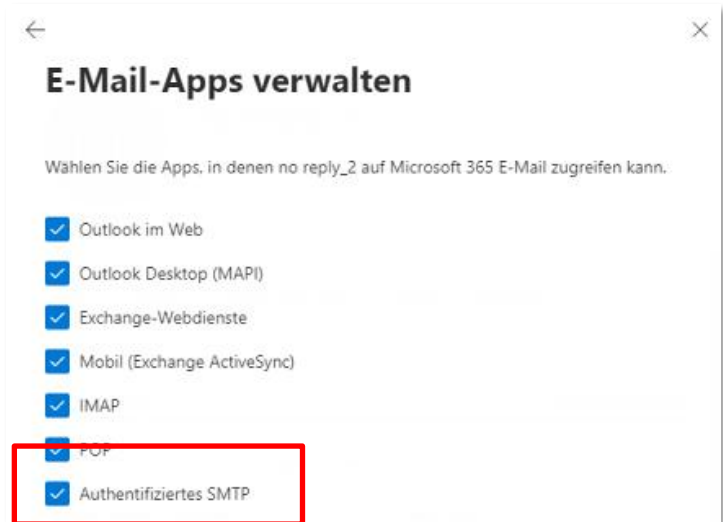 E-Mail-Apps verwalten
Wählen Sie die Apps, in denen no reply_2 auf Microsoft 365 E-Mail zugreifen kann.
Outlook im Web
Outlook Desktop (MAPI)
Exchange-Webdienste
Mobil (Exchange ActiveSync)
IMAP
POP
Authentifiziertes SMTP